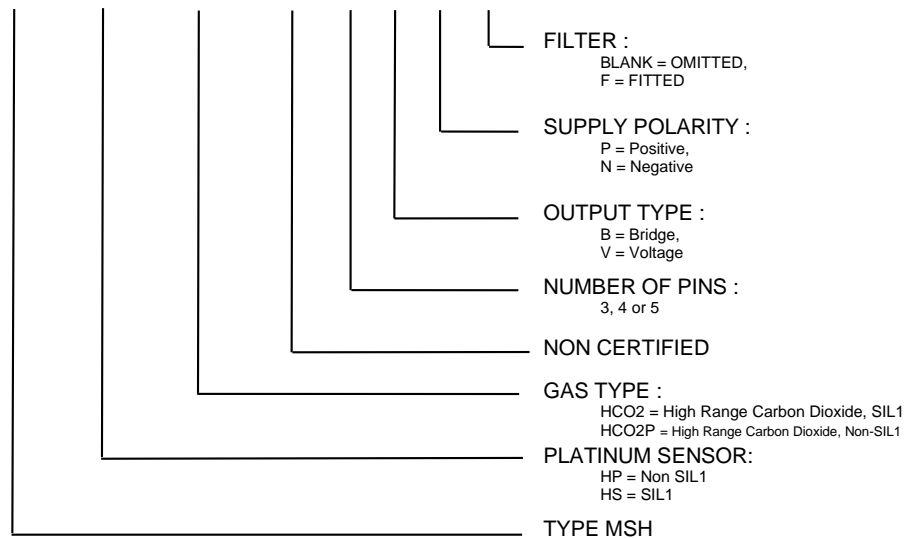 FILTER :
BLANK = OMITTED,
F = FITTED
SUPPLY POLARITY :
P = Positive,
N = Negative
OUTPUT TYPE :
B = Bridge,
V = Voltage
NUMBER OF PINS :
3, 4 or 5
NON CERTIFIED
GAS TYPE :
HCO2 = High Range Carbon Dioxide, SIL1
HCO2P = High Range Carbon Dioxide, Non-SIL1
PLATINUM SENSOR:
HP = Non SIL1
HS = SIL1
TYPE MSH